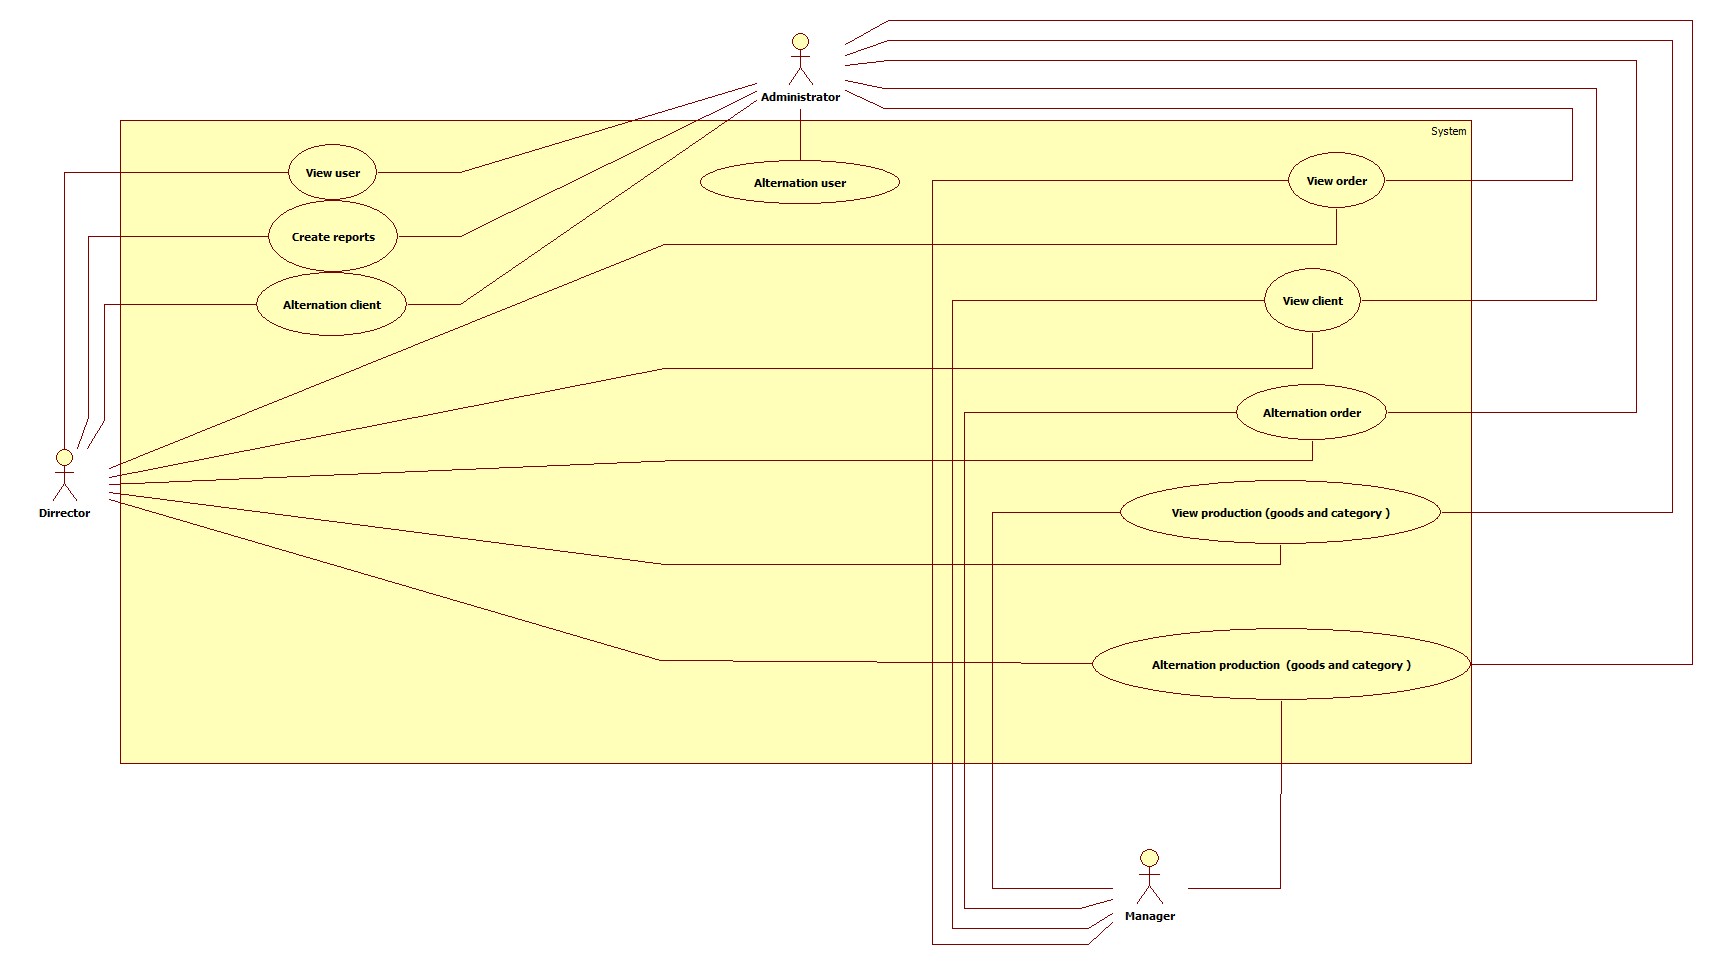 Administrator
System
View user
Alternation user
View order
Create reports
Alternation client
View client
Alternation order
Dirrector
View production (goods and category )
Alternation production  (goods and category )
Manager